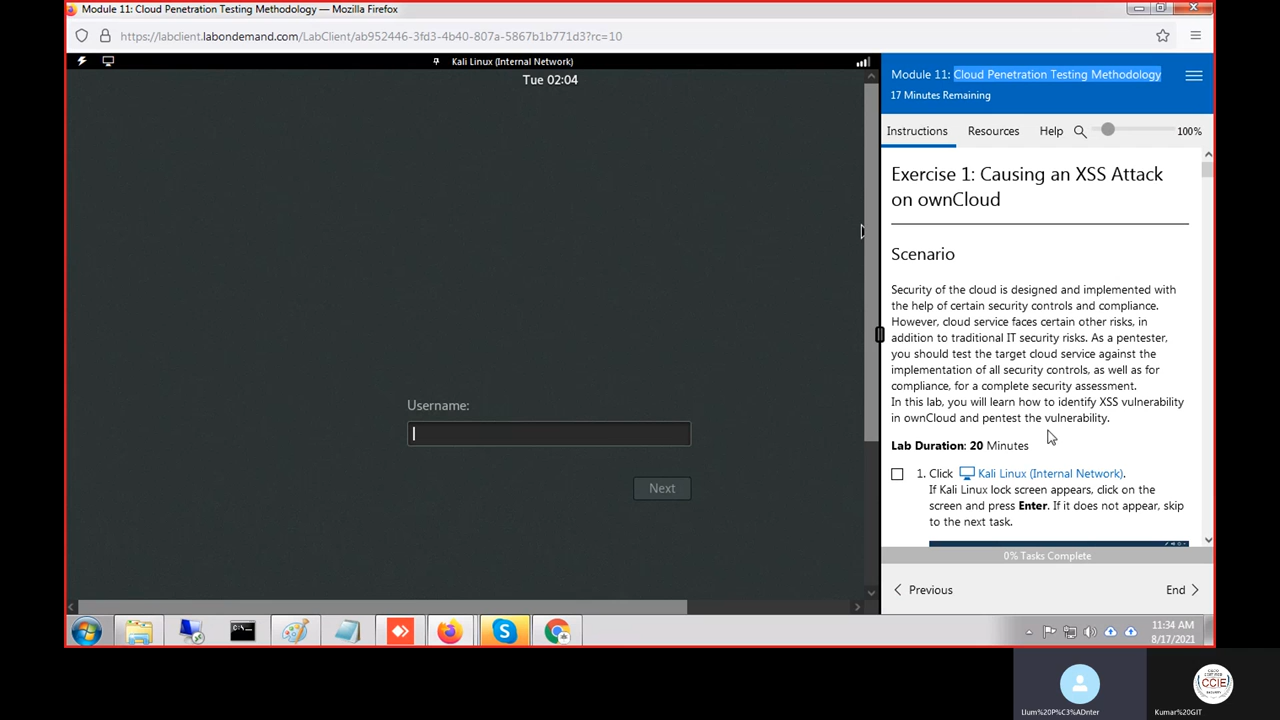 Module 11: Cloud Penetration Testing Methodology — Mozilla Firefox
https://labclient.labondemand.com/LabClient/ab952446-3fd3-4b40-807a-5867b1b771d3?rc=10
Kali Linux (Internal Network)
Tue 02:04
Username:
Next
Module 11: Cloud Penetration Testing Methodology
17 Minutes Remaining
Instructions Resources Help 100%
Exercise 1: Causing an XSS Attack
on ownCloud
Scenario
Security of the cloud is designed and implemented with
the help of certain security controls and compliance.
However, cloud service faces certain other risks, in
addition to traditional IT security risks. As a pentester,
you should test the target cloud service against the
implementation of all security controls, as well as for
compliance, for a complete security assessment.
In this lab, you will learn how to identify XSS vulnerability
in ownCloud and pentest the vulnerability.
Lab Duration: 20 Minutes
1. Click Kali Linux (Internal Network).
If Kali Linux lock screen appears, click on the
screen and press Enter. If it does not appear, skip
to the next task.
0% Tasks Complete
Previous End
11:34 AM
8/17/2021
CCIE
Llum%20P%C3%ADnter
Kumar%20GIT